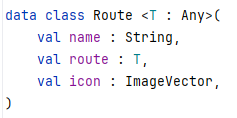 data class Route <T : Any>(
    val name : String,
    val route : T,
    val icon : ImageVector,
)